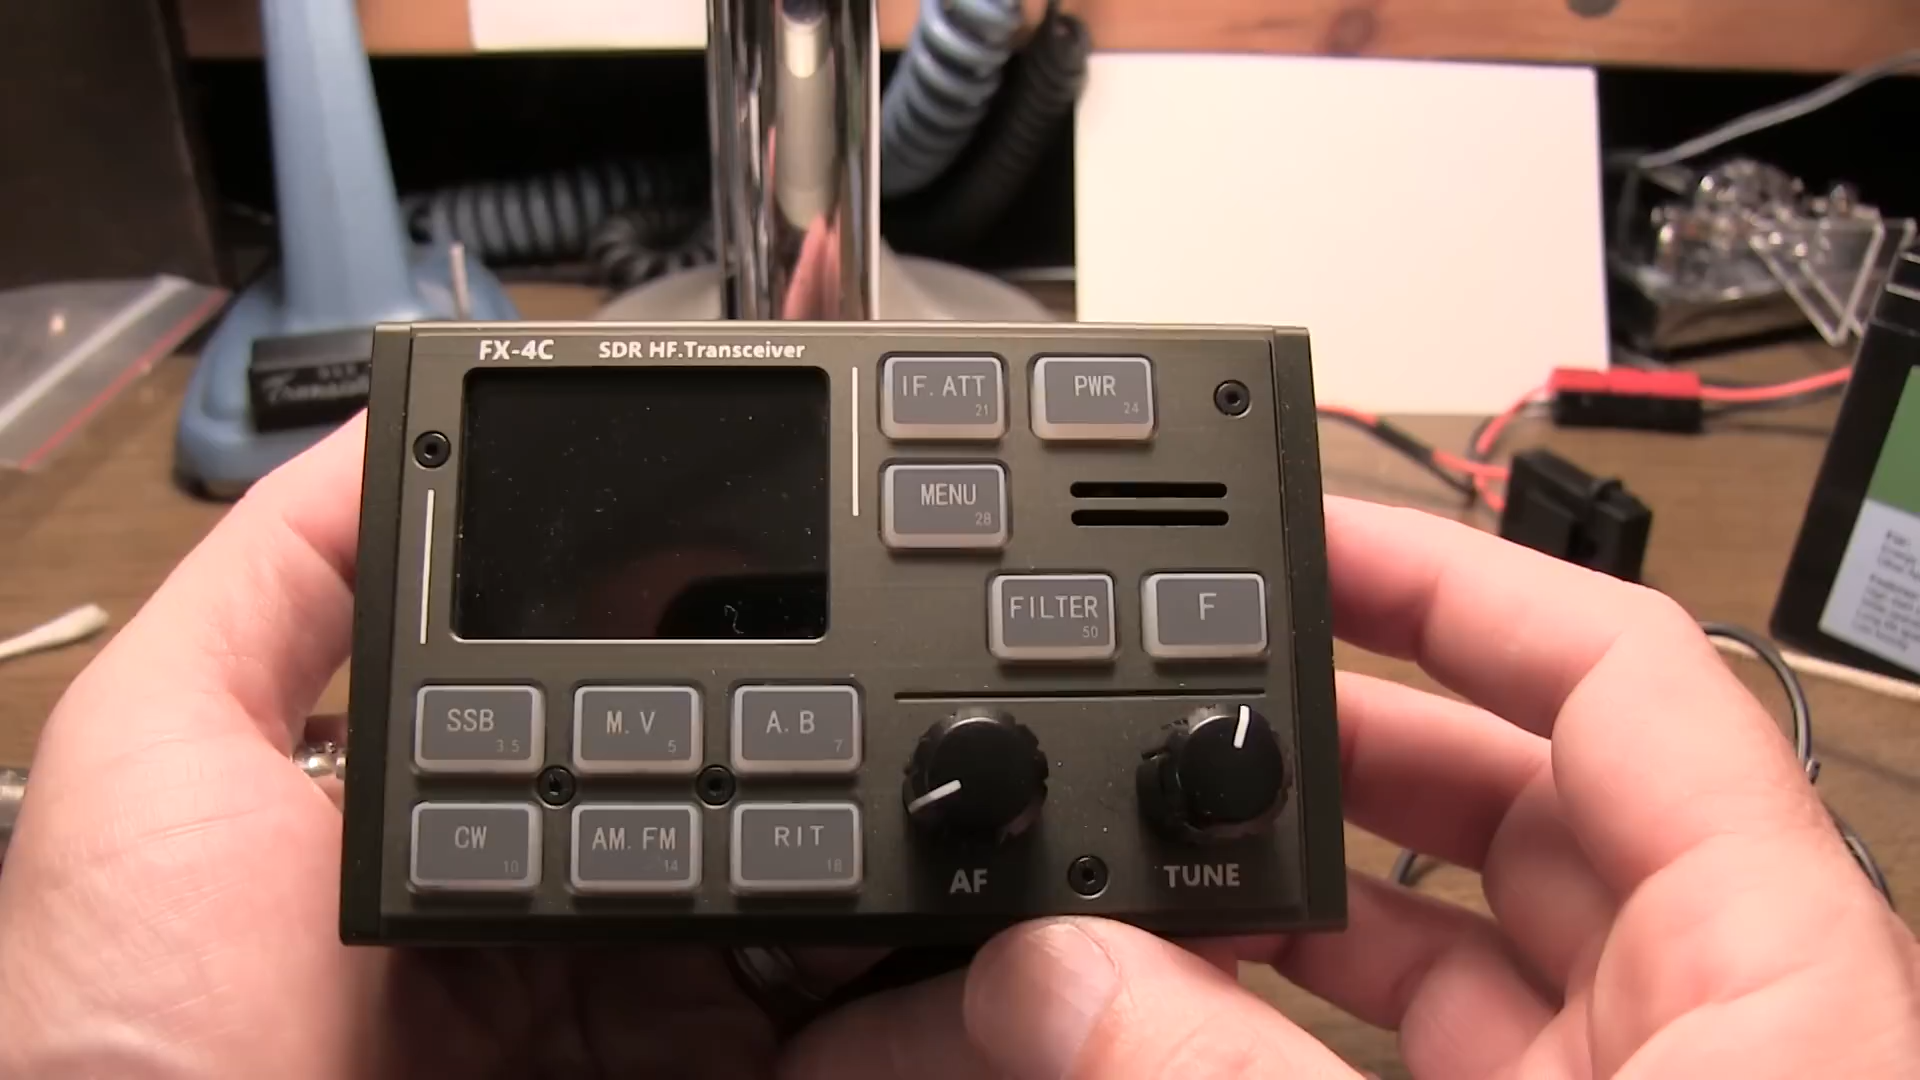 FX-4C SDR HF.Transceiver
IF. ATT 21
PWR 24
MENU 28
FILTER 50
F
SSB 3.5
M. V 5
A. B 7
CW 10
AM. FM 14
RIT 18
AF
TUNE